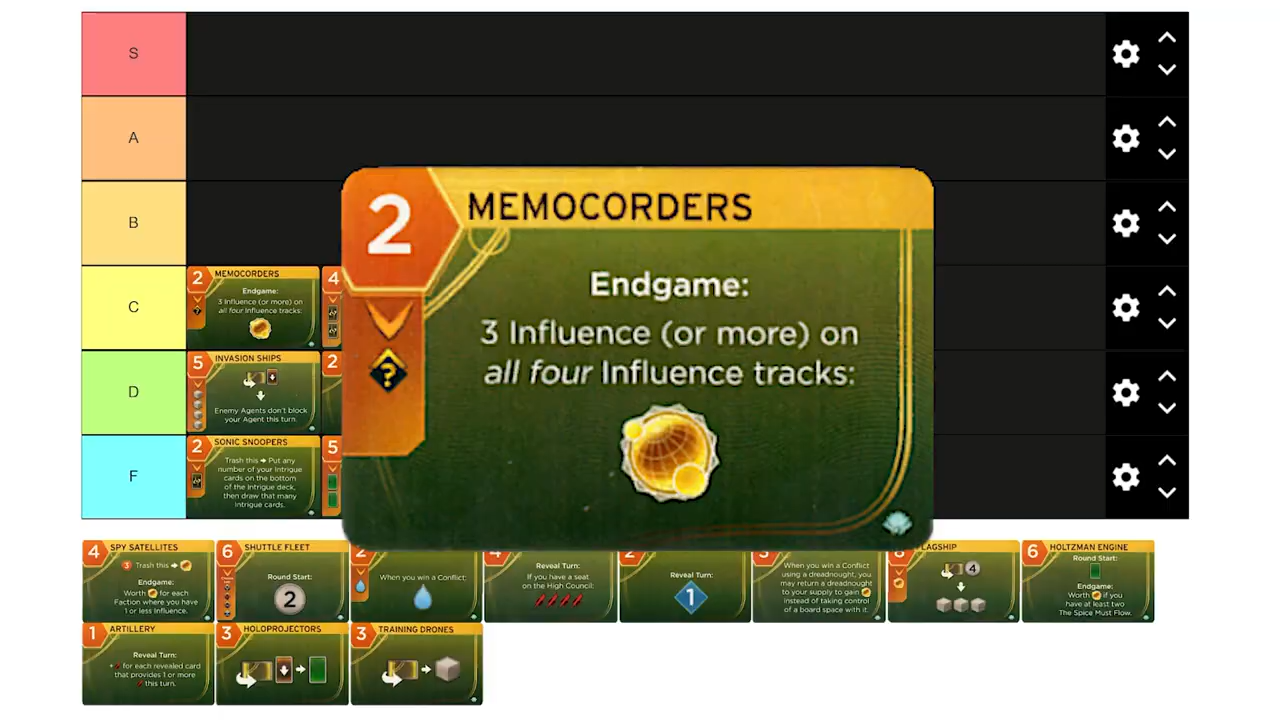 S
A
B
C
D
F
2
MEMOCORDERS
Endgame:
3 Influence (or more) on
all four Influence tracks:
?
2
MEMOCORDERS
Endgame:
3 Influence (or more) on
all four Influence tracks:
4
5
INVASION SHIPS
Enemy Agents don't block
your Agent this turn.
2
2
SONIC SNOOPERS
Trash this → Put any
number of your Intrigue
cards on the bottom
of the Intrigue deck,
then draw that many
Intrigue cards.
5
4
SPY SATELLITES
3 Trash this →
Endgame:
Worth for each
Faction where you have
1 or less Influence.
6
SHUTTLE FLEET
Round Start:
2
2
When you win a Conflict:
4
Reveal Turn:
If you have a seat
on the High Council:
2
Reveal Turn:
1
When you win a Conflict
using a dreadnought, you
may return a dreadnought
to your supply to gain
instead of taking control
of a board space with it.
8
FLAGSHIP
4
6
HOLTZMAN ENGINE
Round Start:
Endgame:
Worth if you
have at least two
The Spice Must Flow.
1
ARTILLERY
Reveal Turn:
+ for each revealed card
that provides 1 or more
this turn.
3
HOLOPROJECTORS
3
TRAINING DRONES